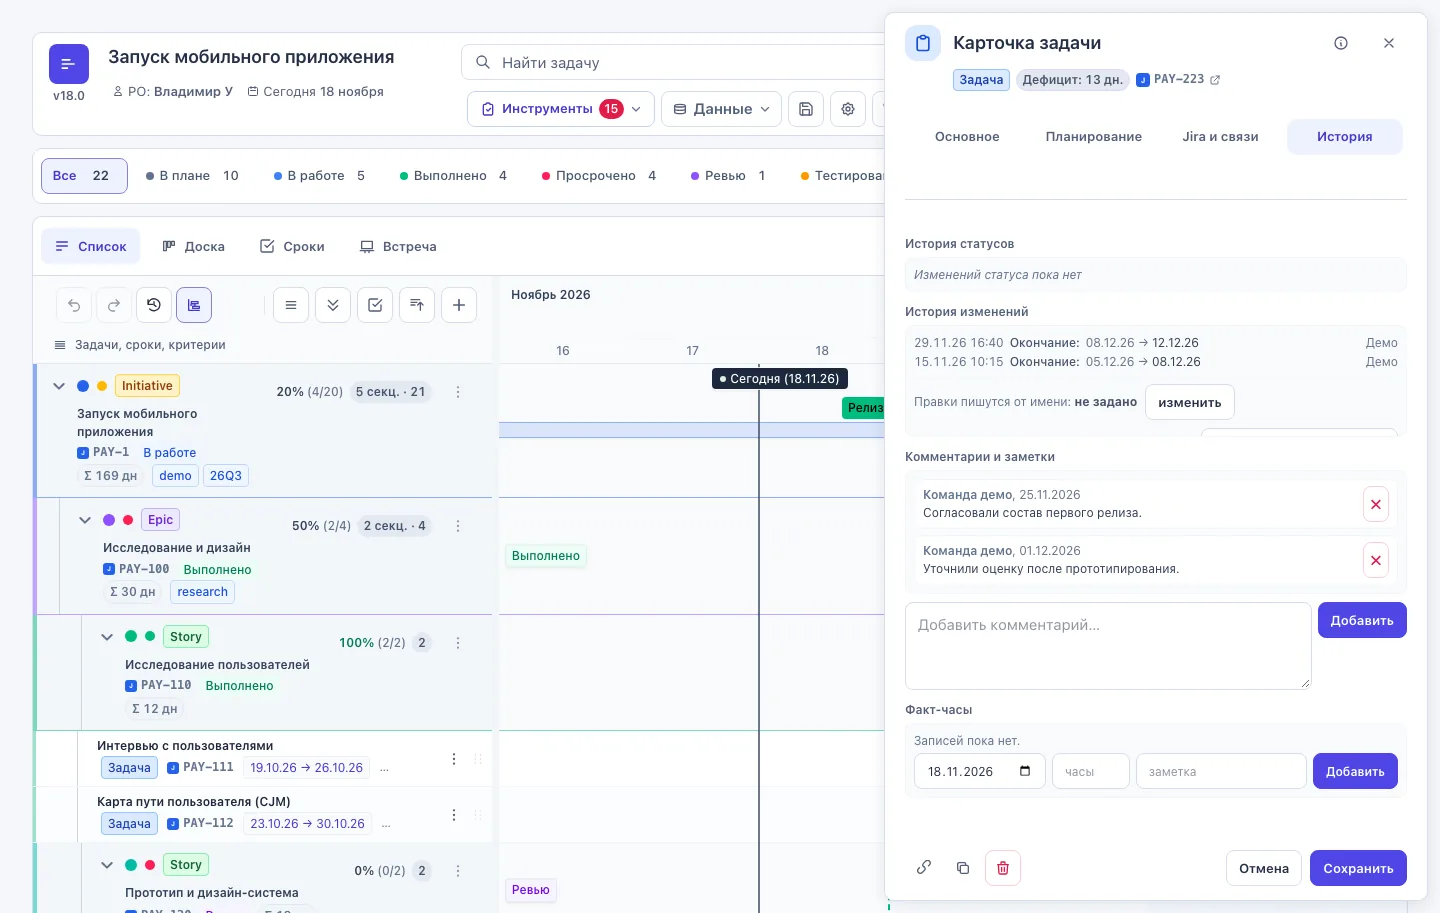 Запуск мобильного приложения
v18.0
PO: Владимир У
Сегодня 18 ноября
Найти задачу
Инструменты 15
Данные
Все 22
В плане 10
В работе 5
Выполнено 4
Просрочено 4
Ревью 1
Список
Доска
Сроки
Встреча
Задачи, сроки, критерии
Ноябрь 2026
16 17 18
Сегодня (18.11.26)
Initiative
20% (4/20) 5 секц. · 21
Запуск мобильного
приложения
PAY-1 В работе
Σ 169 дн demo 26Q3
Epic
50% (2/4) 2 секц. · 4
Исследование и дизайн
PAY-100 Выполнено
Σ 30 дн research
Выполнено
Story
100% (2/2) 2
Исследование пользователей
PAY-110 Выполнено
Σ 12 дн
Интервью с пользователями
Задача PAY-111 19.10.26 → 26.10.26 ...
Карта пути пользователя (CJM)
Задача PAY-112 23.10.26 → 30.10.26 ...
Story
0% (0/2) 2
Прототип и дизайн-система
Ревью
Карточка задачи
Задача Дефицит: 13 дн. PAY-223
Основное
Планирование
Jira и связи
История
История статусов
Изменений статуса пока нет
История изменений
29.11.26 16:40 Окончание: 08.12.26 → 12.12.26 Демо
15.11.26 10:15 Окончание: 05.12.26 → 08.12.26 Демо
Правки пишутся от имени: не задано изменить
Комментарии и заметки
Команда демо, 25.11.2026
Согласовали состав первого релиза.
Команда демо, 01.12.2026
Уточнили оценку после прототипирования.
Добавить комментарий...
Добавить
Факт-часы
Записей пока нет.
18.11.2026 часы заметка Добавить
Отмена
Сохранить